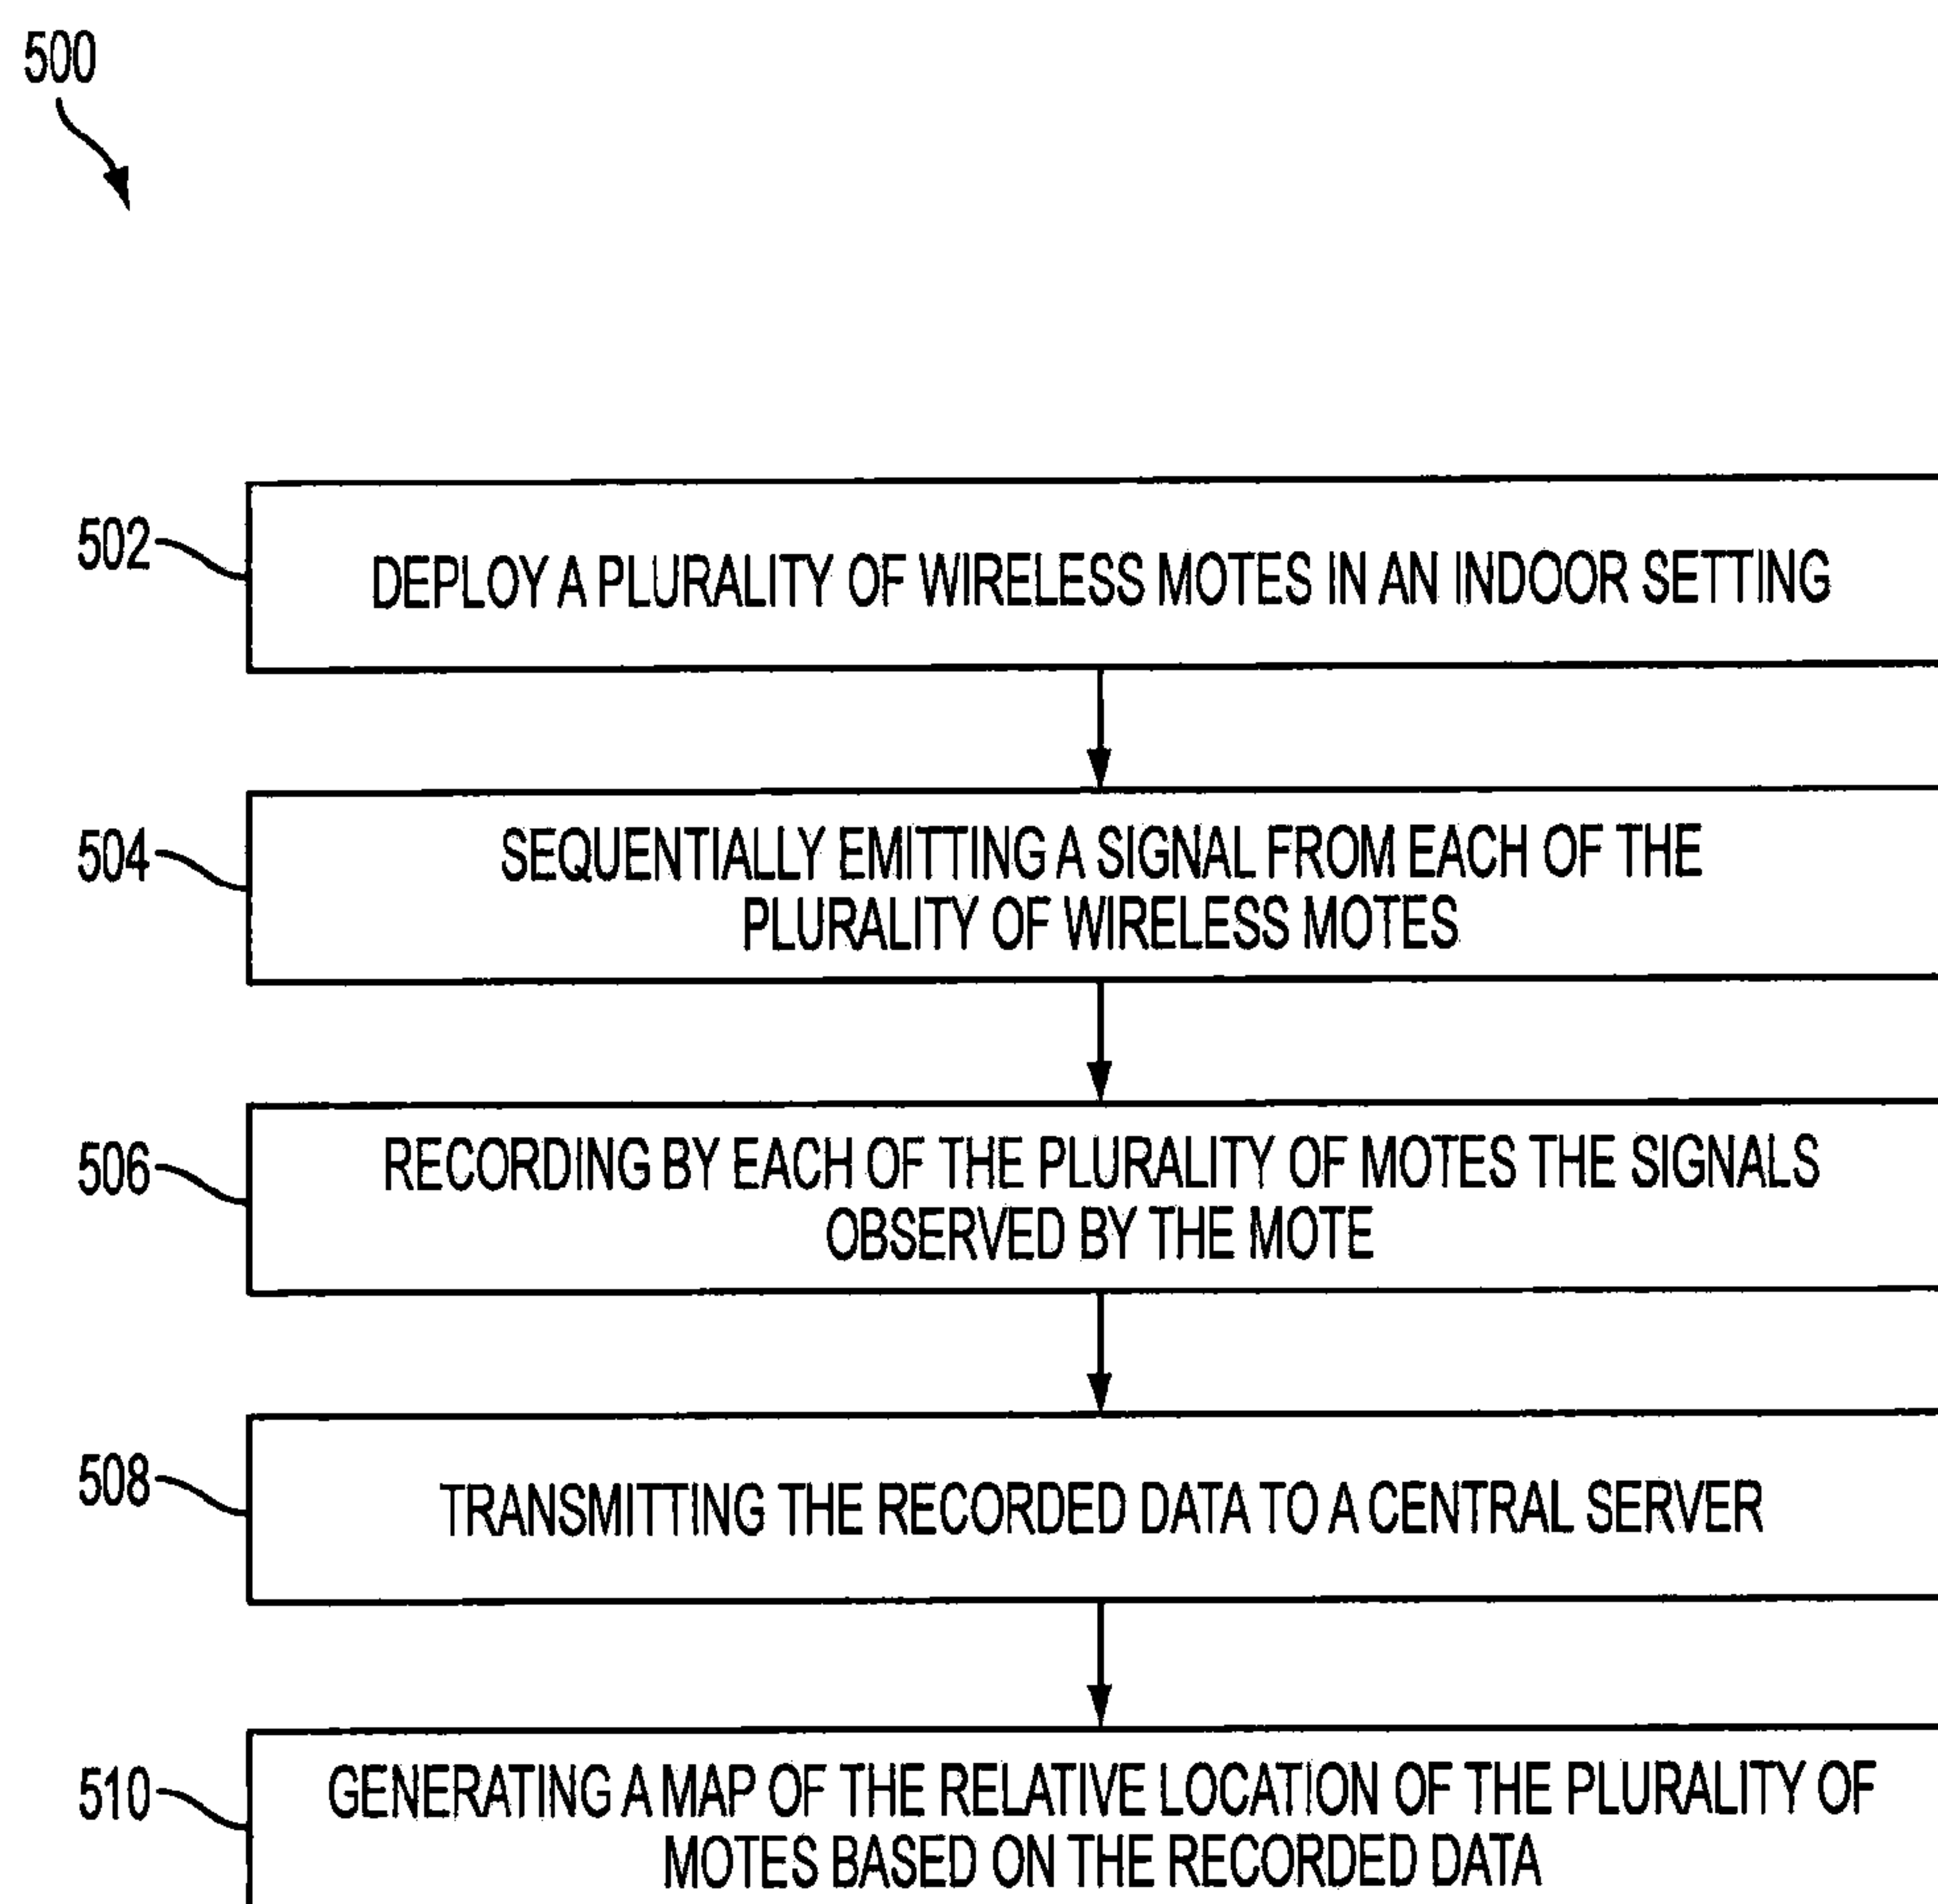 500
502
DEPLOY A PLURALITY OF WIRELESS MOTES IN AN INDOOR SETTING
504
SEQUENTIALLY EMITTING A SIGNAL FROM EACH OF THE
PLURALITY OF WIRELESS MOTES
506
RECORDING BY EACH OF THE PLURALITY OF MOTES THE SIGNALS
OBSERVED BY THE MOTE
508
TRANSMITTING THE RECORDED DATA TO A CENTRAL SERVER
510
GENERATING A MAP OF THE RELATIVE LOCATION OF THE PLURALITY OF
MOTES BASED ON THE RECORDED DATA